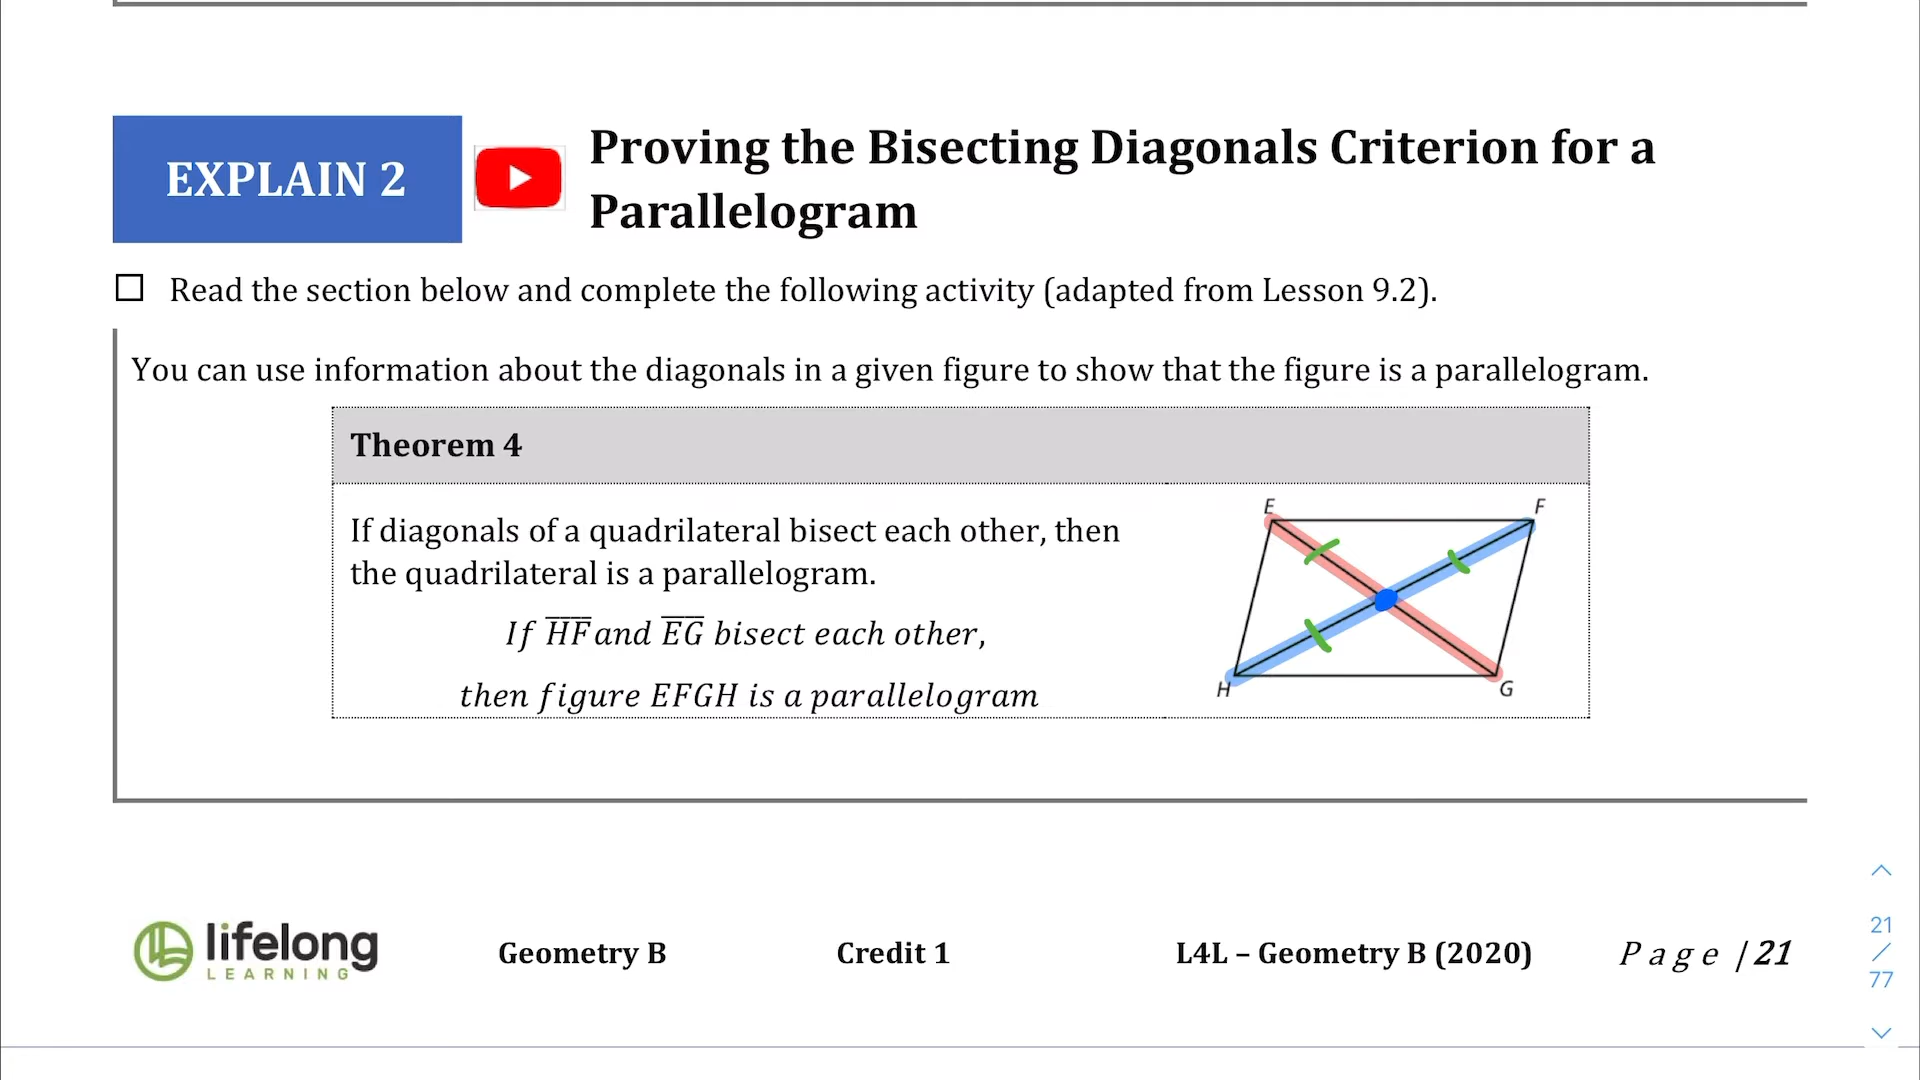 EXPLAIN 2
Proving the Bisecting Diagonals Criterion for a
Parallelogram
Read the section below and complete the following activity (adapted from Lesson 9.2).
You can use information about the diagonals in a given figure to show that the figure is a parallelogram.
Theorem 4
If diagonals of a quadrilateral bisect each other, then
the quadrilateral is a parallelogram.
If H̅F̅ and E̅G̅ bisect each other,
then figure EFGH is a parallelogram
E
F
H
G
lifelong
LEARNING
Geometry B
Credit 1
L4L – Geometry B (2020)
Page |21
21
/
77